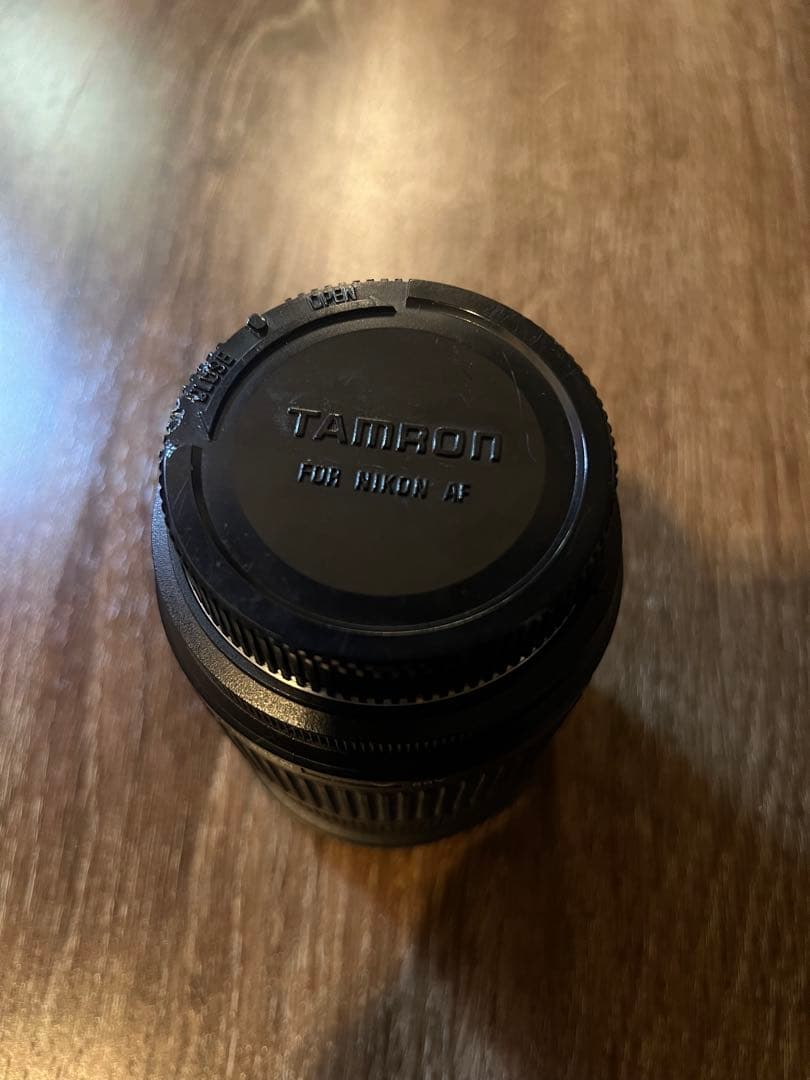 OPEN
CLOSE
TAMRON
FOR NIKON AF